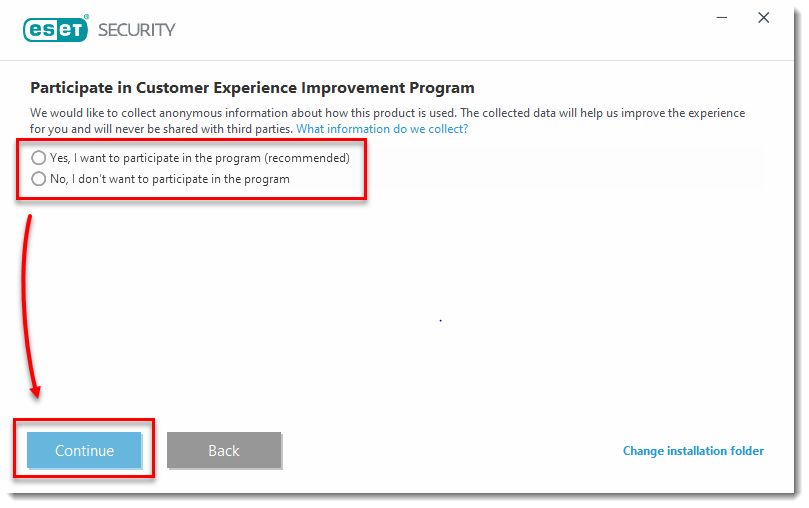 eseT® SECURITY
Participate in Customer Experience Improvement Program
We would like to collect anonymous information about how this product is used. The collected data will help us improve the experience
for you and will never be shared with third parties. What information do we collect?
Yes, I want to participate in the program (recommended)
No, I don't want to participate in the program
Continue
Back
Change installation folder